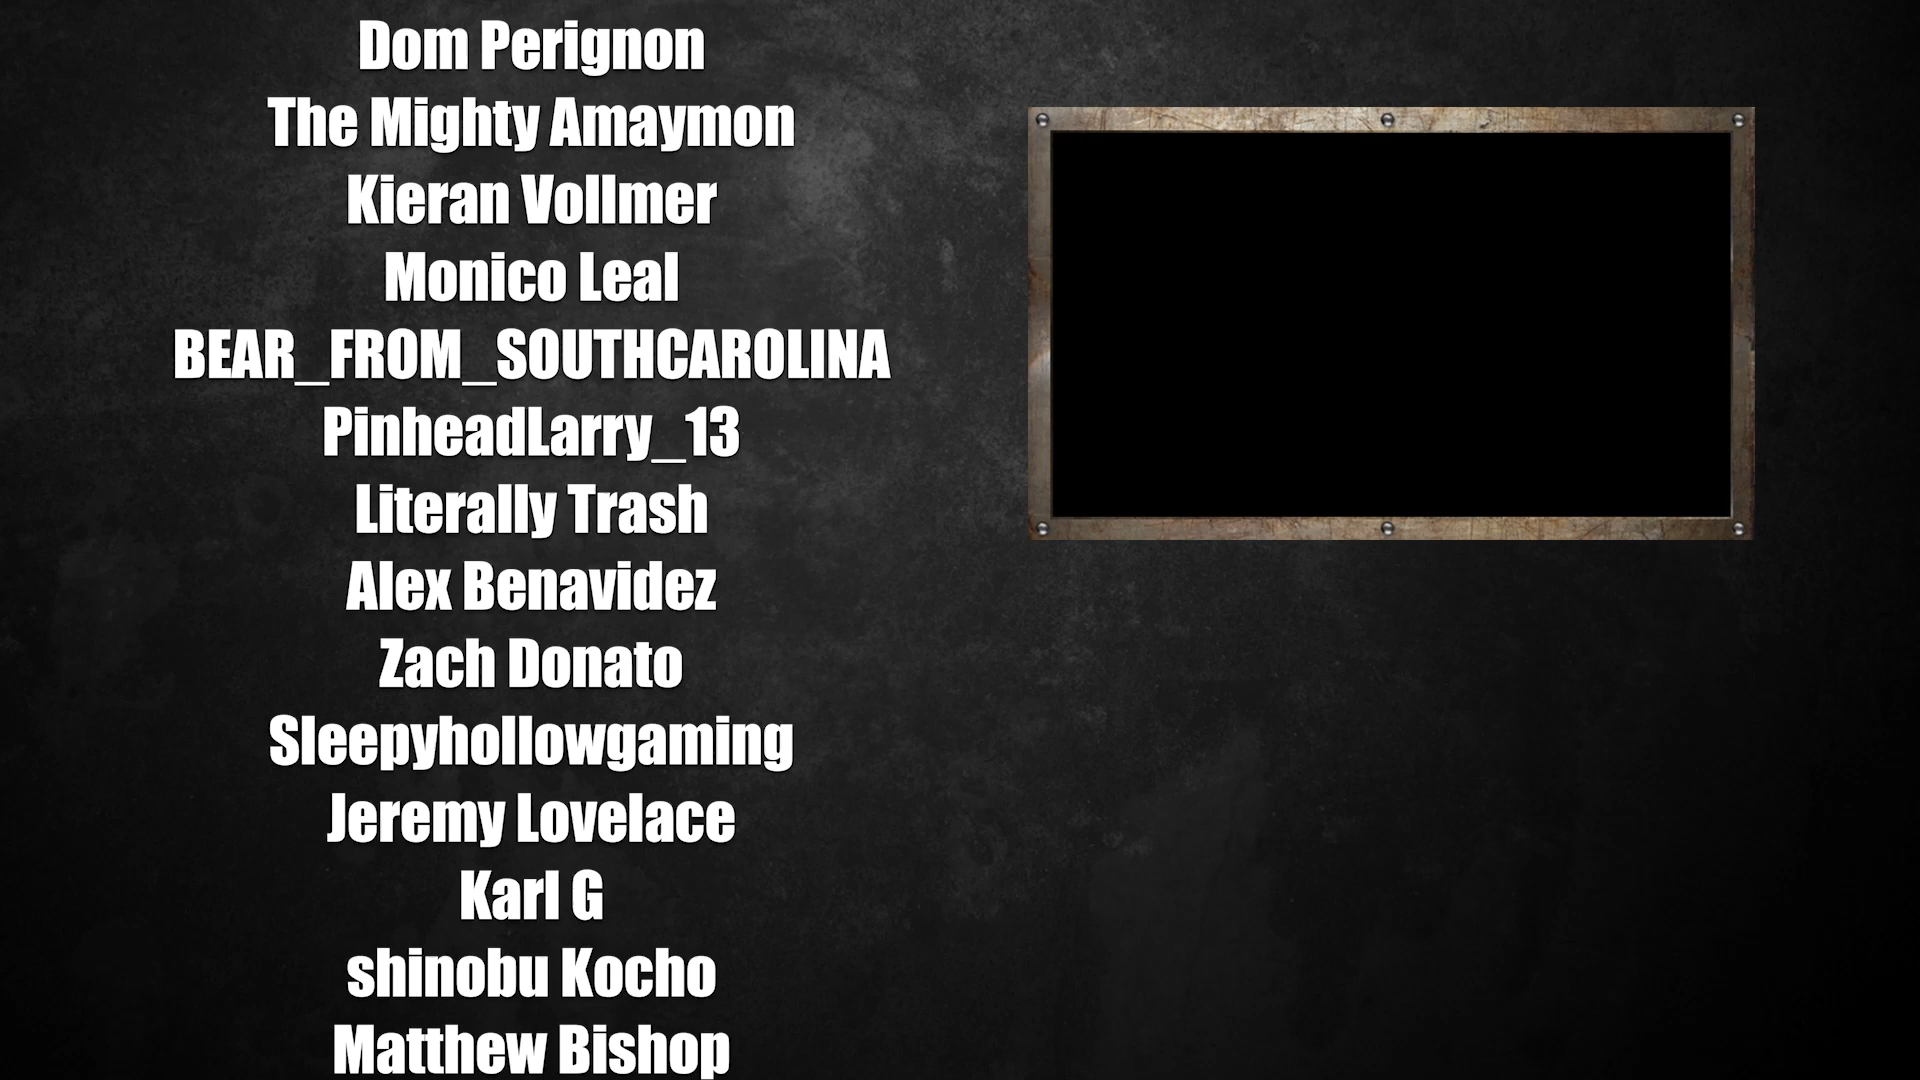 Dom Perignon
The Mighty Amaymon
Kieran Vollmer
Monico Leal
BEAR_FROM_SOUTHCAROLINA
PinheadLarry_13
Literally Trash
Alex Benavidez
Zach Donato
Sleepyhollowgaming
Jeremy Lovelace
Karl G
shinobu Kocho
Matthew Bishop